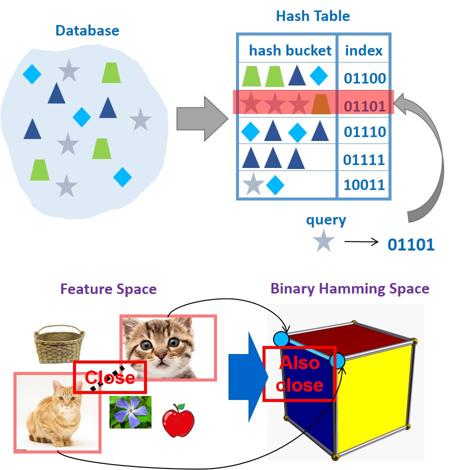 Database
Hash Table
hash bucket index
01100
01101
01110
01111
10011
query
01101
Feature Space
Binary Hamming Space
Close
Also
close